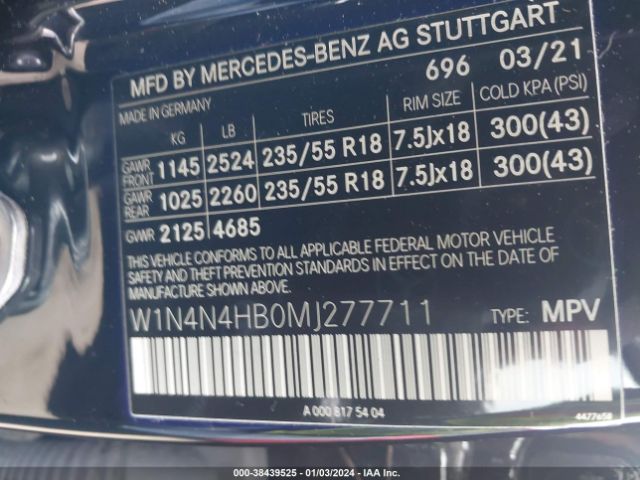 MFD BY MERCEDES-BENZ AG STUTTGART
MADE IN GERMANY 696 03/21
KG LB TIRES RIM SIZE COLD KPA (PSI)
GAWR FRONT 1145 2524 235/55 R18 7.5Jx18 300(43)
GAWR REAR 1025 2260 235/55 R18 7.5Jx18 300(43)
GVWR 2125 4685
THIS VEHICLE CONFORMS TO ALL APPLICABLE FEDERAL MOTOR VEHICLE
SAFETY AND THEFT PREVENTION STANDARDS IN EFFECT ON THE DATE OF
MANUFACTURE SHOWN ABOVE.
W1N4N4HB0MJ277711 TYPE: MPV
A 000 817 54 04
000-38439525 - 01/03/2024 - IAA Inc.